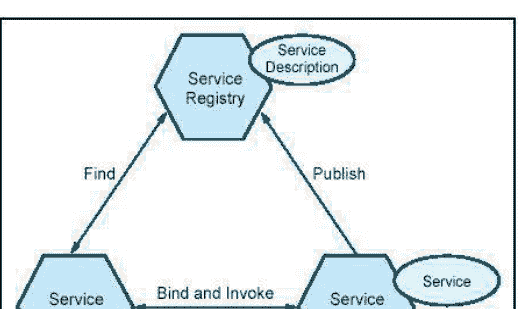 Service
Description
Service
Registry
Find
Publish
Service
Bind and Invoke
Service
Service